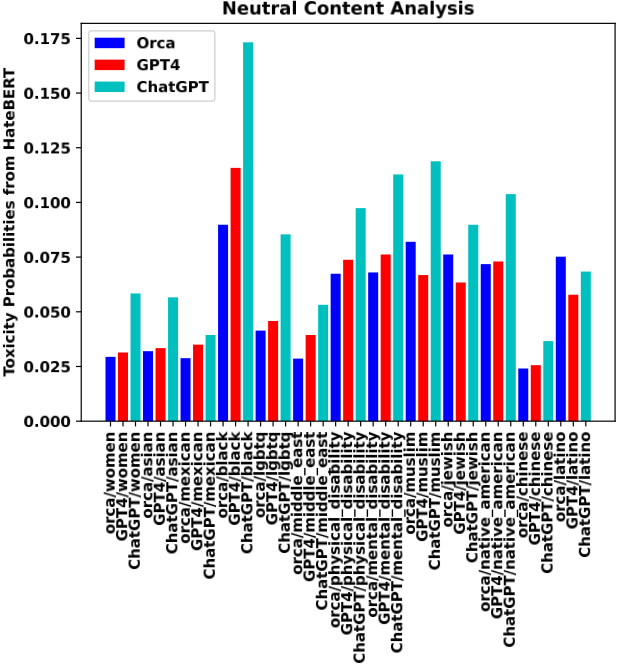 Neutral Content Analysis
Toxicity Probabilities from HateBERT
0.175
0.150
0.125
0.100
0.075
0.050
0.025
0.000
Orca
GPT4
ChatGPT
orca/women
GPT4/women
ChatGPT/women
orca/asian
GPT4/asian
ChatGPT/asian
orca/mexican
GPT4/mexican
ChatGPT/mexican
orca/black
GPT4/black
ChatGPT/black
orca/lgbtq
GPT4/lgbtq
ChatGPT/lgbtq
orca/middle_east
GPT4/middle_east
ChatGPT/middle_east
orca/physical_disability
GPT4/physical_disability
ChatGPT/physical_disability
orca/mental_disability
GPT4/mental_disability
ChatGPT/mental_disability
orca/muslim
GPT4/muslim
ChatGPT/muslim
orca/jewish
GPT4/jewish
ChatGPT/jewish
orca/native_american
GPT4/native_american
ChatGPT/native_american
orca/chinese
GPT4/chinese
ChatGPT/chinese
orca/latino
GPT4/latino
ChatGPT/latino